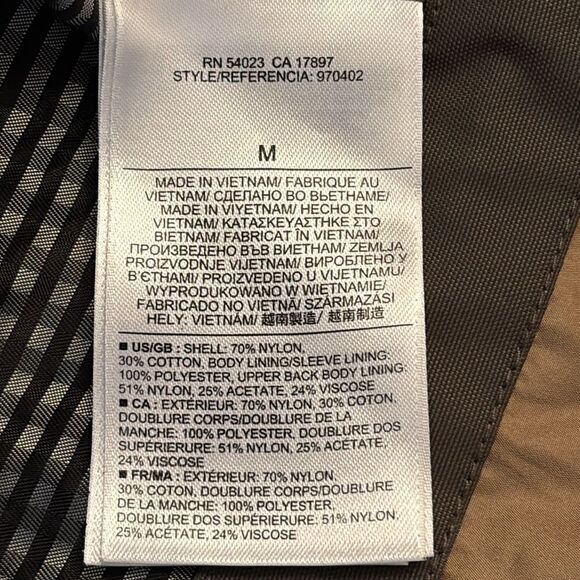 RN 54023 CA 17897
STYLE/REFERENCIA: 970402
M
MADE IN VIETNAM/ FABRIQUE AU
VIETNAM/ СДЕЛАНО ВО ВЬЕТНАМЕ/
MADE IN VIYETNAM/ HECHO EN
VIETNAM/ ΚΑΤΑΣΚΕΥΑΣΤΗΚΕ ΣΤΟ
ΒΙΕΤΝΑΜ/ FABRICAT ÎN VIETNAM/
ПРОИЗВЕДЕНО ВЪВ ВИЕТНАМ/ ZEMLJA
PROIZVODNJE VIJETNAM/ ВИРОБЛЕНО У
В'ЄТНАМІ/ PROIZVEDENO U VIJETNAMU/
WYPRODUKOWANO W WIETNAMIE/
FABRICADO NO VIETNÃ/ SZÁRMAZÁSI
HELY: VIETNÁM/ 越南製造/ 越南制造
■ US/GB: SHELL: 70% NYLON,
30% COTTON, BODY LINING/SLEEVE LINING:
100% POLYESTER, UPPER BACK BODY LINING:
51% NYLON, 25% ACETATE, 24% VISCOSE
■ CA: EXTÉRIEUR: 70% NYLON, 30% COTON,
DOUBLURE CORPS/DOUBLURE DE LA
MANCHE: 100% POLYESTER, DOUBLURE DOS
SUPÉRIERURE: 51% NYLON, 25% ACÉTATE,
24% VISCOSE
■ FR/MA: EXTÉRIEUR: 70% NYLON,
30% COTON, DOUBLURE CORPS/DOUBLURE
DE LA MANCHE: 100% POLYESTER,
DOUBLURE DOS SUPÉRIERURE: 51% NYLON,
25% ACÉTATE, 24% VISCOSE